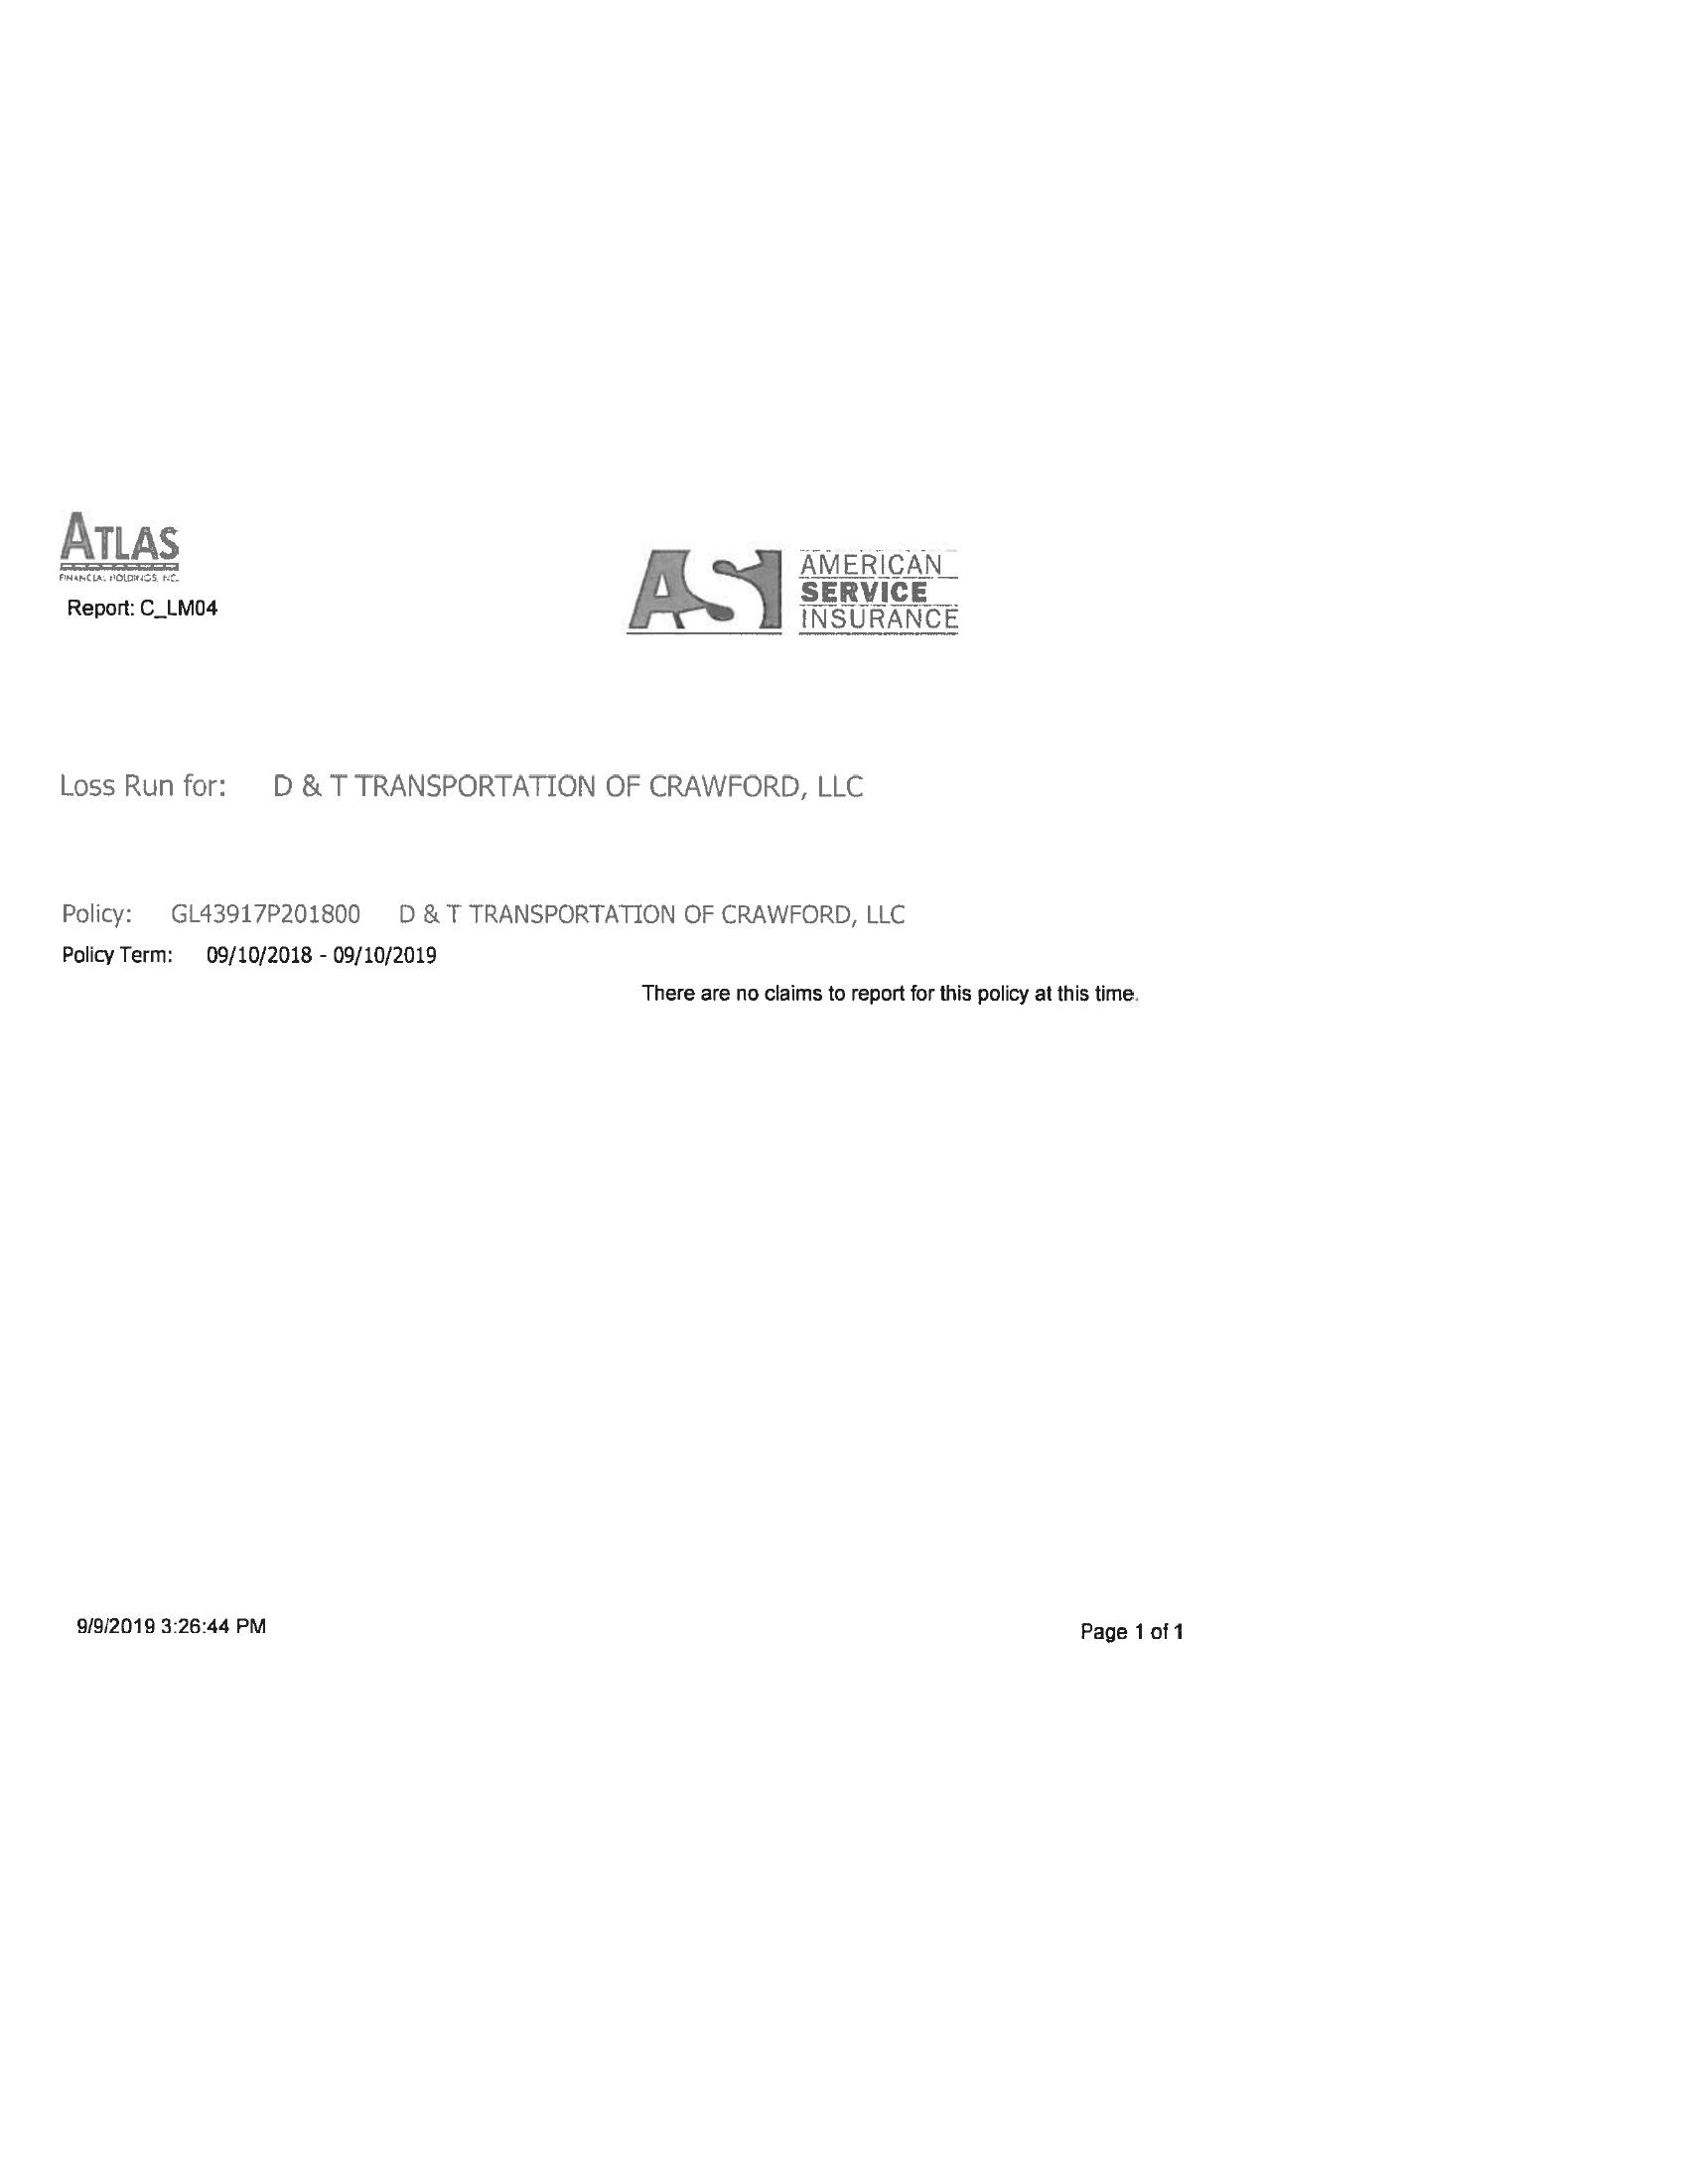 ATLAS
FINANCIAL HOLDINGS, INC.
Report: C_LM04
ASI
AMERICAN
SERVICE
INSURANCE
Loss Run for: D & T TRANSPORTATION OF CRAWFORD, LLC
Policy: GL43917P201800 D & T TRANSPORTATION OF CRAWFORD, LLC
Policy Term: 09/10/2018 - 09/10/2019
There are no claims to report for this policy at this time.
9/9/2019 3:26:44 PM
Page 1 of 1